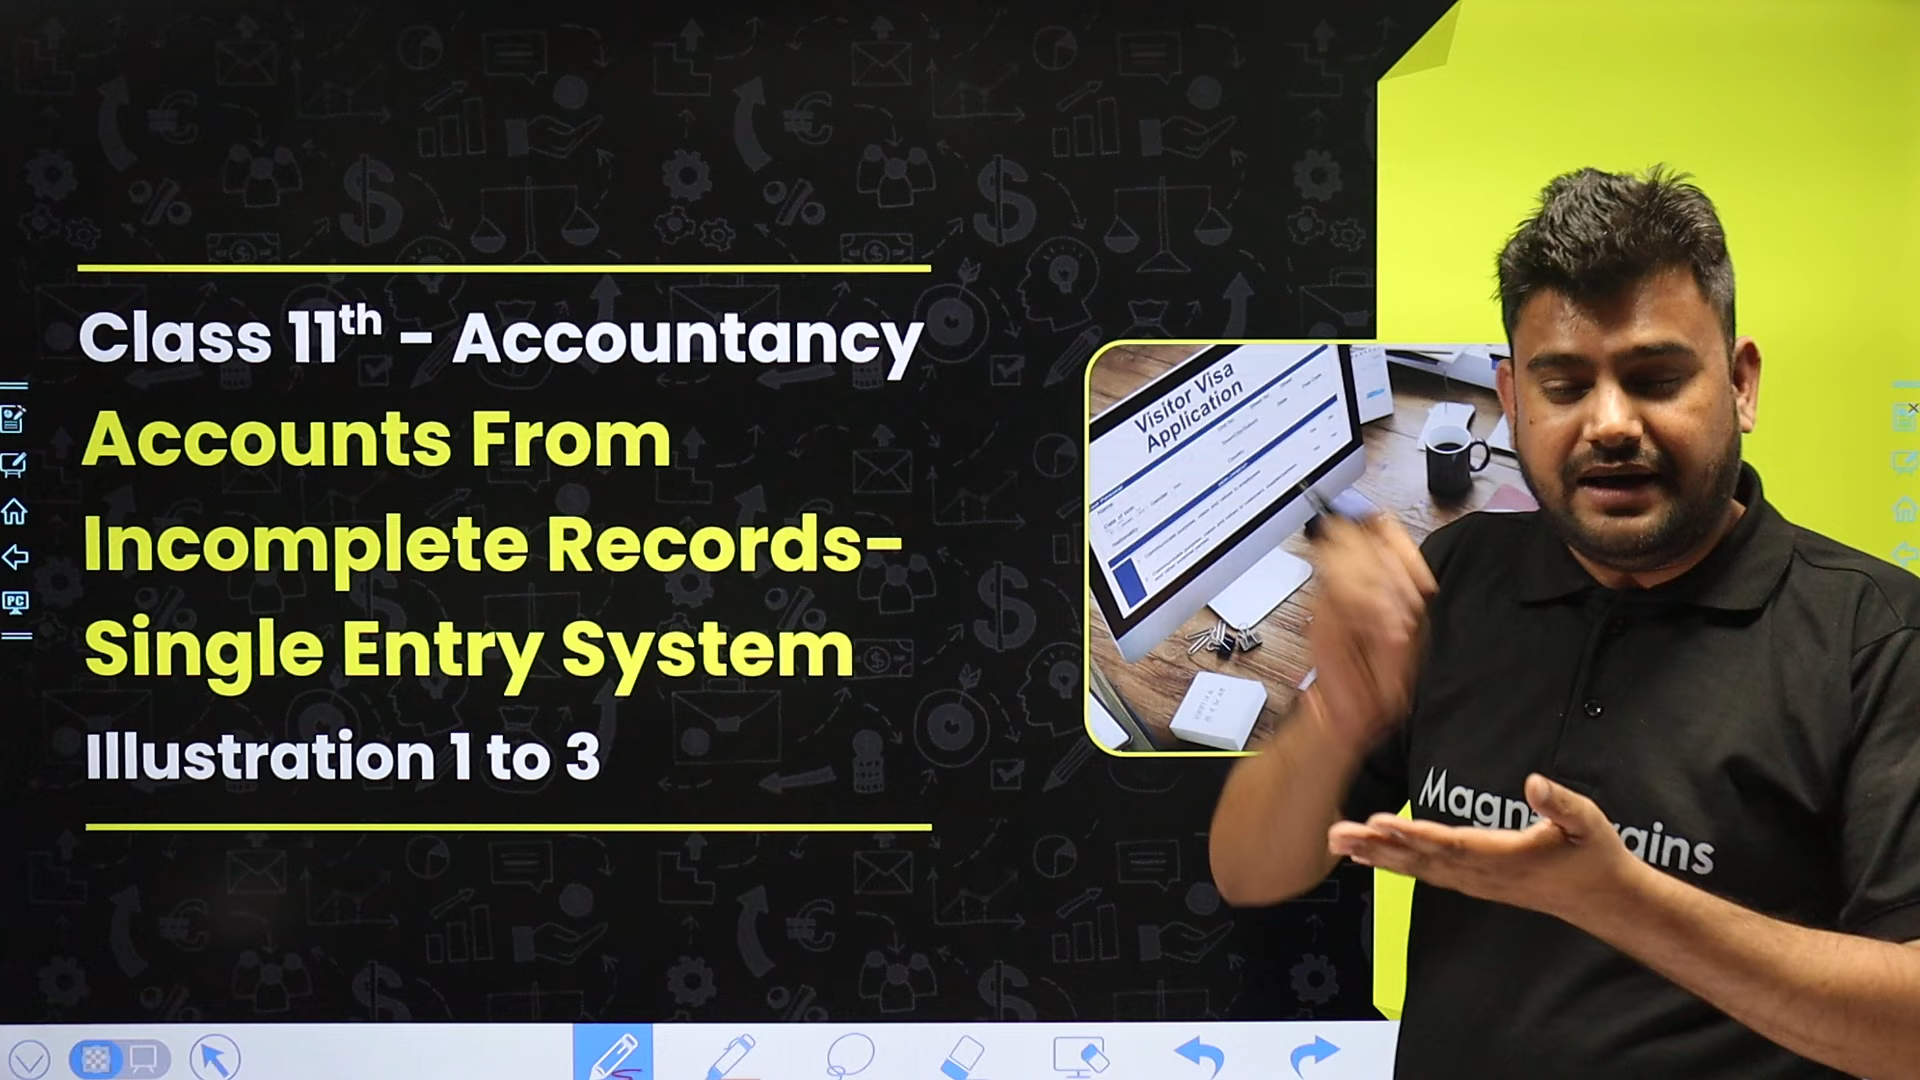 Class 11th - Accountancy
Accounts From
Incomplete Records-
Single Entry System
Illustration 1 to 3
Visitor Visa
Application
PC
Magn
ains